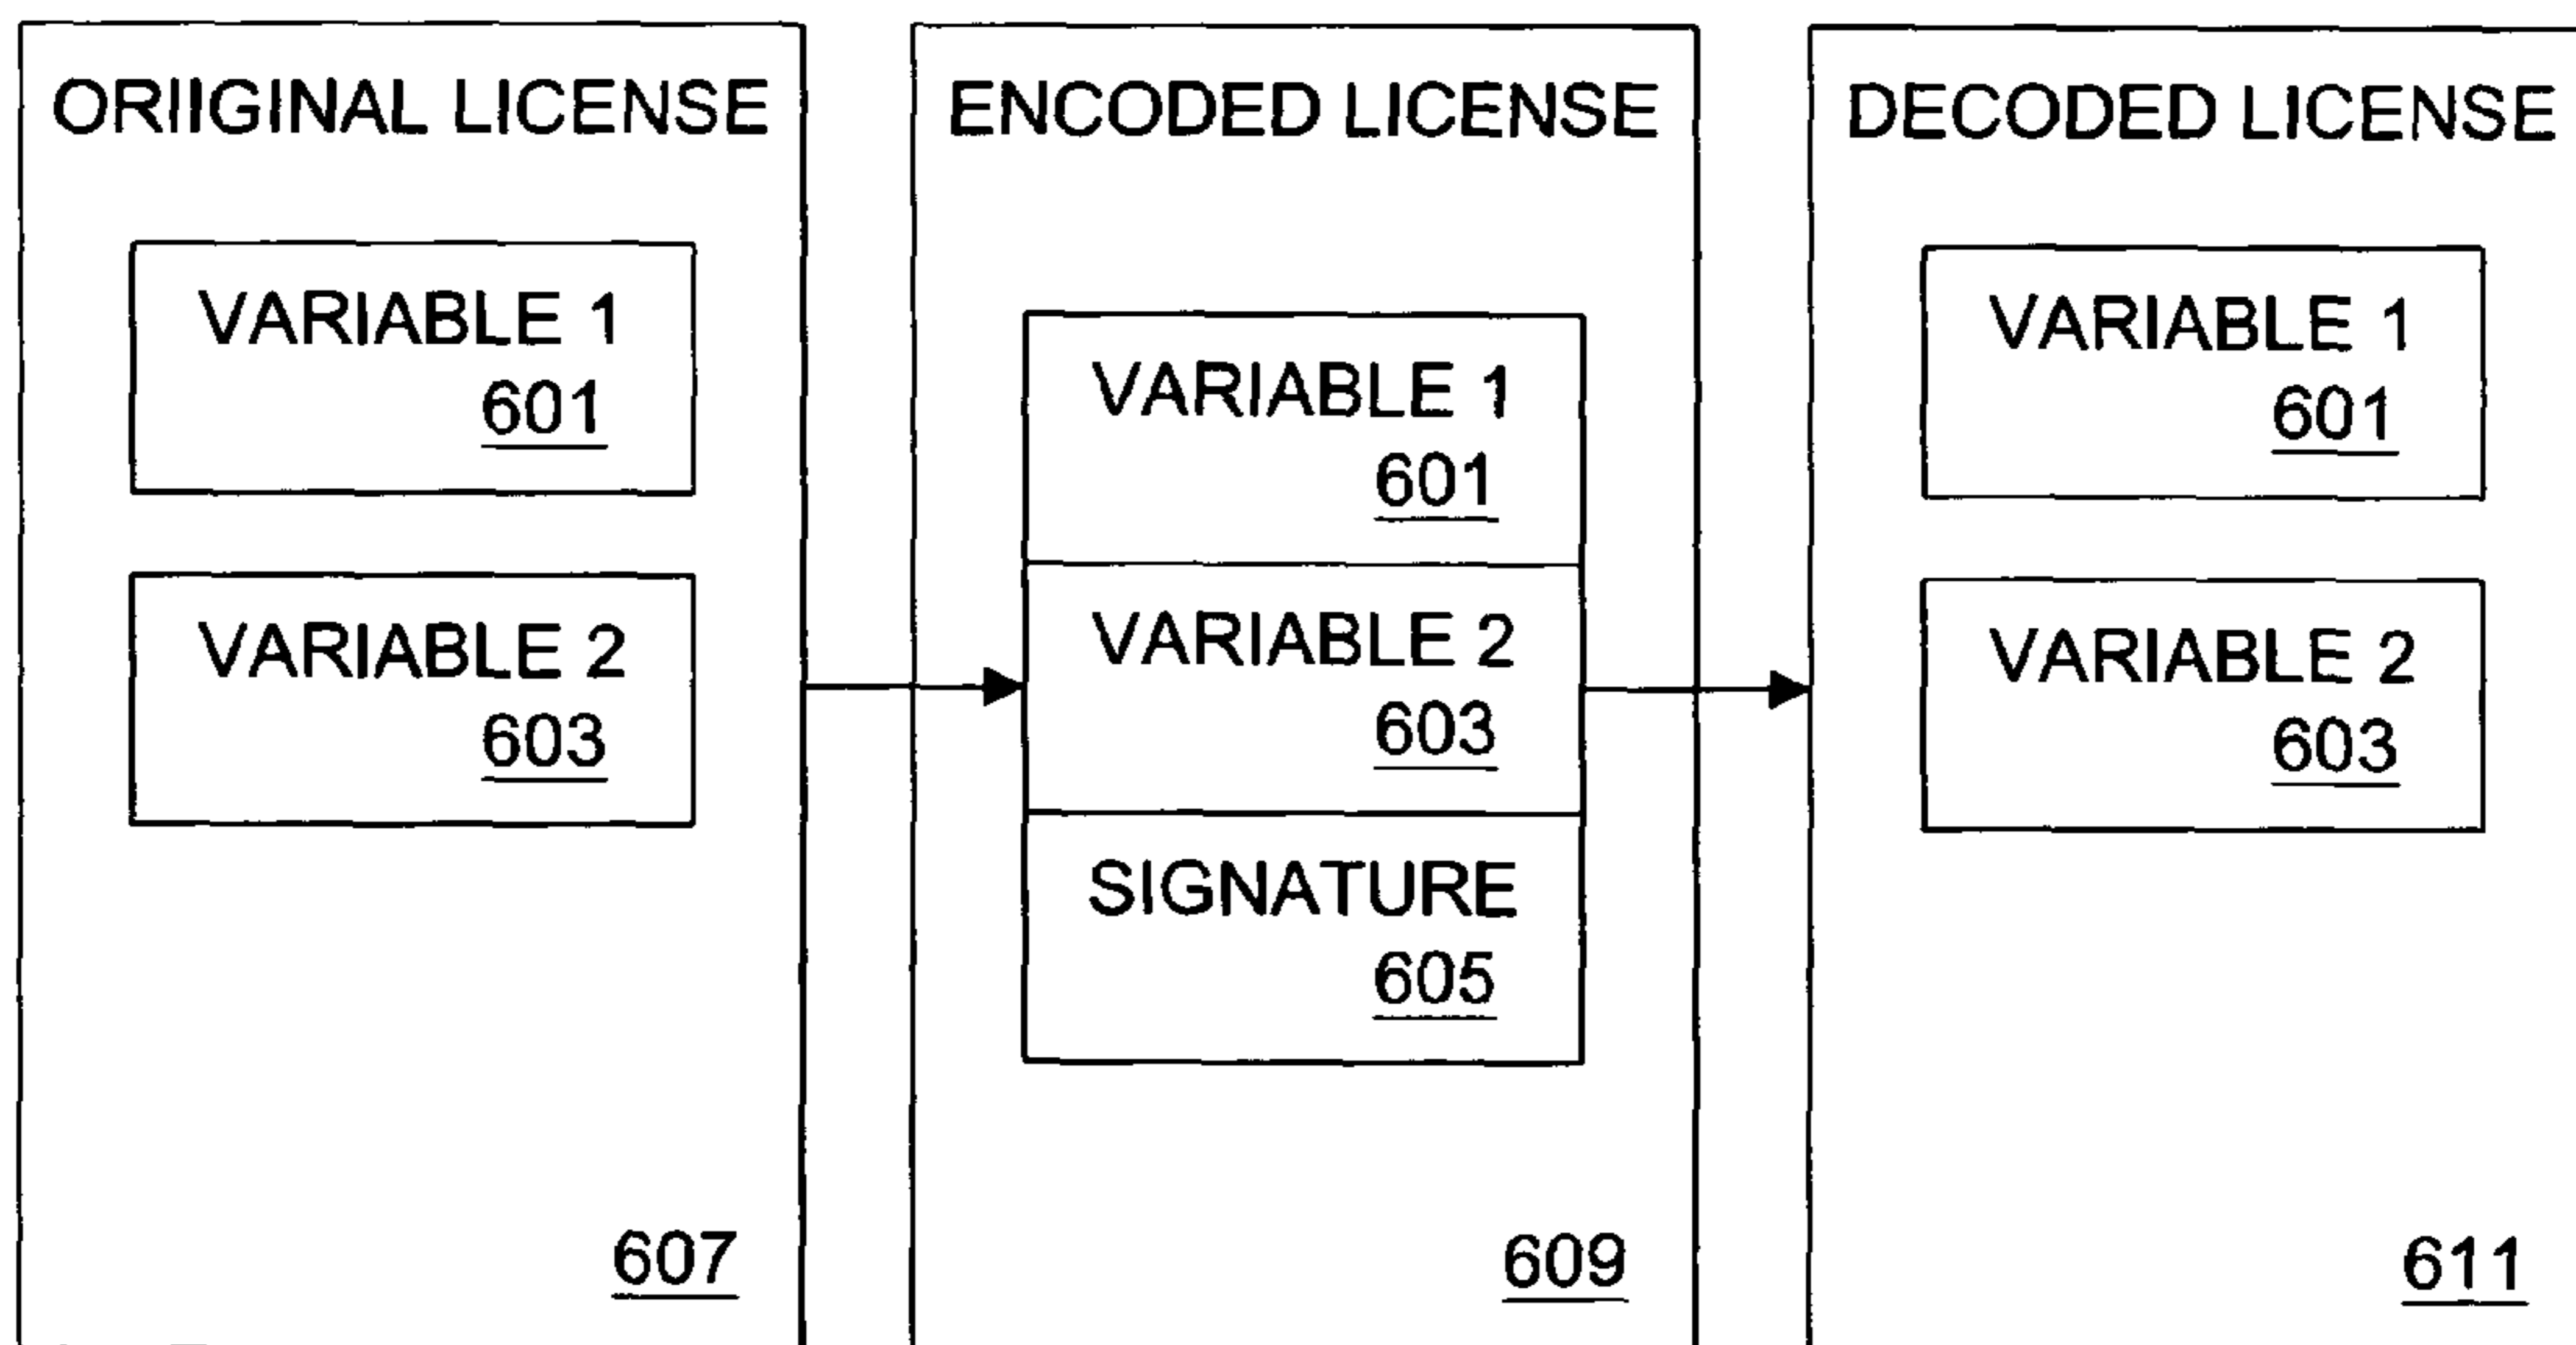 ORIIGINAL LICENSE
VARIABLE 1
601
VARIABLE 2
603
607
ENCODED LICENSE
VARIABLE 1
601
VARIABLE 2
603
SIGNATURE
605
609
DECODED LICENSE
VARIABLE 1
601
VARIABLE 2
603
611